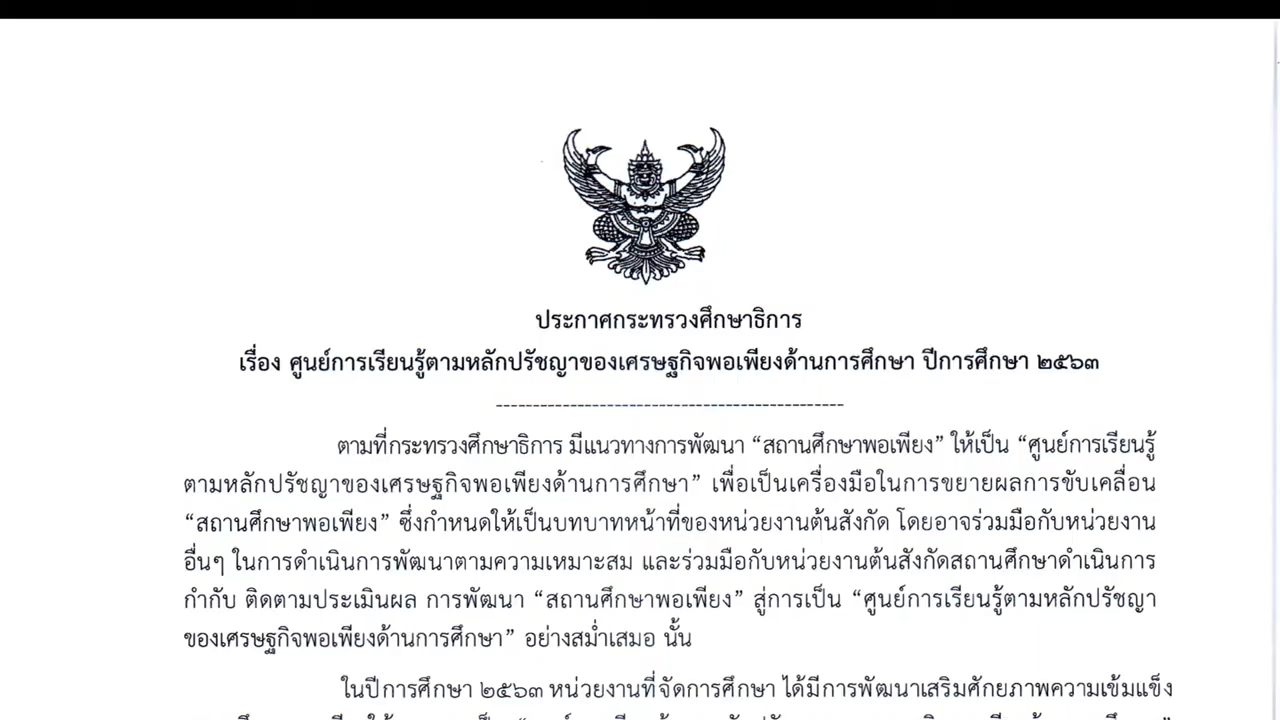 ประกาศกระทรวงศึกษาธิการ
เรื่อง ศูนย์การเรียนรู้ตามหลักปรัชญาของเศรษฐกิจพอเพียงด้านการศึกษา ปีการศึกษา ๒๕๖๓
ตามที่กระทรวงศึกษาธิการ มีแนวทางการพัฒนา “สถานศึกษาพอเพียง” ให้เป็น “ศูนย์การเรียนรู้
ตามหลักปรัชญาของเศรษฐกิจพอเพียงด้านการศึกษา” เพื่อเป็นเครื่องมือในการขยายผลการขับเคลื่อน
“สถานศึกษาพอเพียง” ซึ่งกำหนดให้เป็นบทบาทหน้าที่ของหน่วยงานต้นสังกัด โดยอาจร่วมมือกับหน่วยงาน
อื่นๆ ในการดำเนินการพัฒนาตามความเหมาะสม และร่วมมือกับหน่วยงานต้นสังกัดสถานศึกษาดำเนินการ
กำกับ ติดตามประเมินผล การพัฒนา “สถานศึกษาพอเพียง” สู่การเป็น “ศูนย์การเรียนรู้ตามหลักปรัชญา
ของเศรษฐกิจพอเพียงด้านการศึกษา” อย่างสม่ำเสมอ นั้น
ในปีการศึกษา ๒๕๖๓ หน่วยงานที่จัดการศึกษา ได้มีการพัฒนาเสริมศักยภาพความเข้มแข็ง